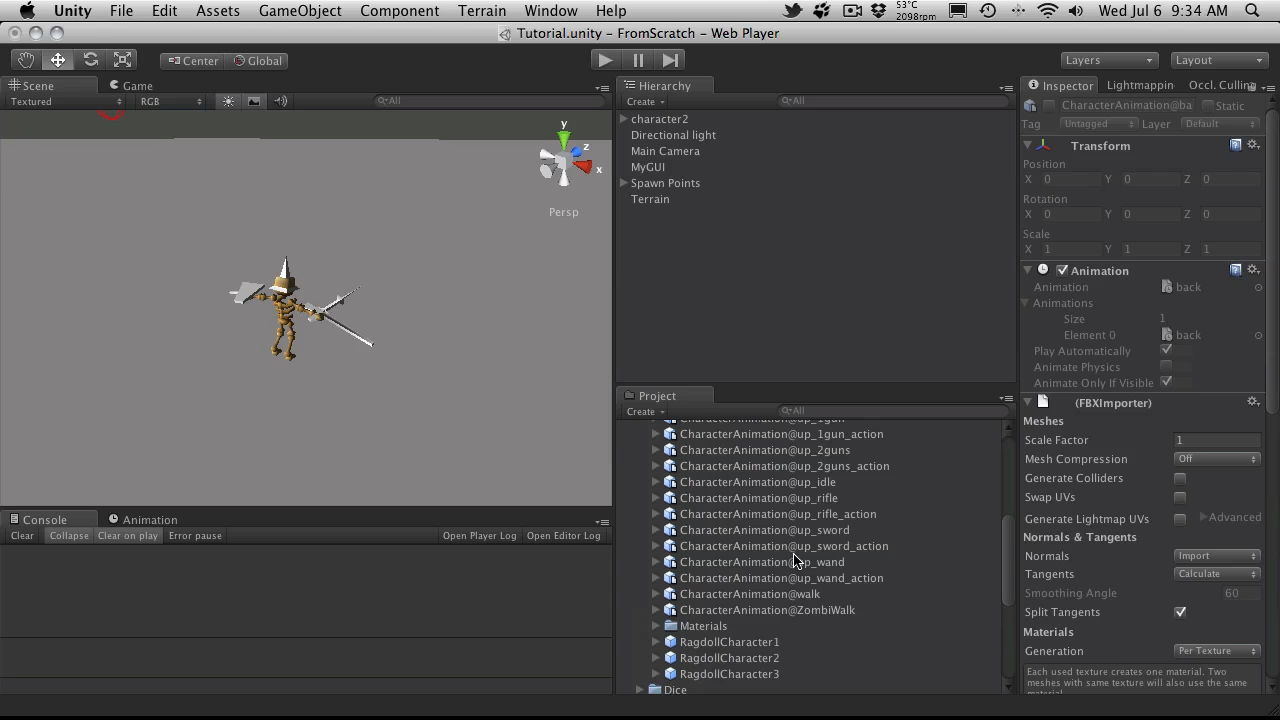 Unity File Edit Assets GameObject Component Terrain Window Help 53°C 2098rpm Wed Jul 6 9:34 AM
Tutorial.unity - FromScratch - Web Player
Center Global Layers Layout
Scene Game
Textured RGB All
y
z
x
Persp
Console Animation
Clear Collapse Clear on play Error pause Open Player Log Open Editor Log
Hierarchy
Create All
character2
Directional light
Main Camera
MyGUI
Spawn Points
Terrain
Project
Create All
CharacterAnimation@up_1gun
CharacterAnimation@up_1gun_action
CharacterAnimation@up_2guns
CharacterAnimation@up_2guns_action
CharacterAnimation@up_idle
CharacterAnimation@up_rifle
CharacterAnimation@up_rifle_action
CharacterAnimation@up_sword
CharacterAnimation@up_sword_action
CharacterAnimation@up_wand
CharacterAnimation@up_wand_action
CharacterAnimation@walk
CharacterAnimation@ZombiWalk
Materials
RagdollCharacter1
RagdollCharacter2
RagdollCharacter3
Dice
Inspector Lightmappin Occl. Cullin
CharacterAnimation@ba Static
Tag Untagged Layer Default
Transform
Position
X 0 Y 0 Z 0
Rotation
X 0 Y 0 Z 0
Scale
X 1 Y 1 Z 1
Animation
Animation back
Animations
Size 1
Element 0 back
Play Automatically
Animate Physics
Animate Only If Visible
(FBXImporter)
Meshes
Scale Factor 1
Mesh Compression Off
Generate Colliders
Swap UVs
Generate Lightmap UVs Advanced
Normals & Tangents
Normals Import
Tangents Calculate
Smoothing Angle 60
Split Tangents
Materials
Generation Per Texture
Each used texture creates one material. Two
meshes with same texture will also use the same
material.